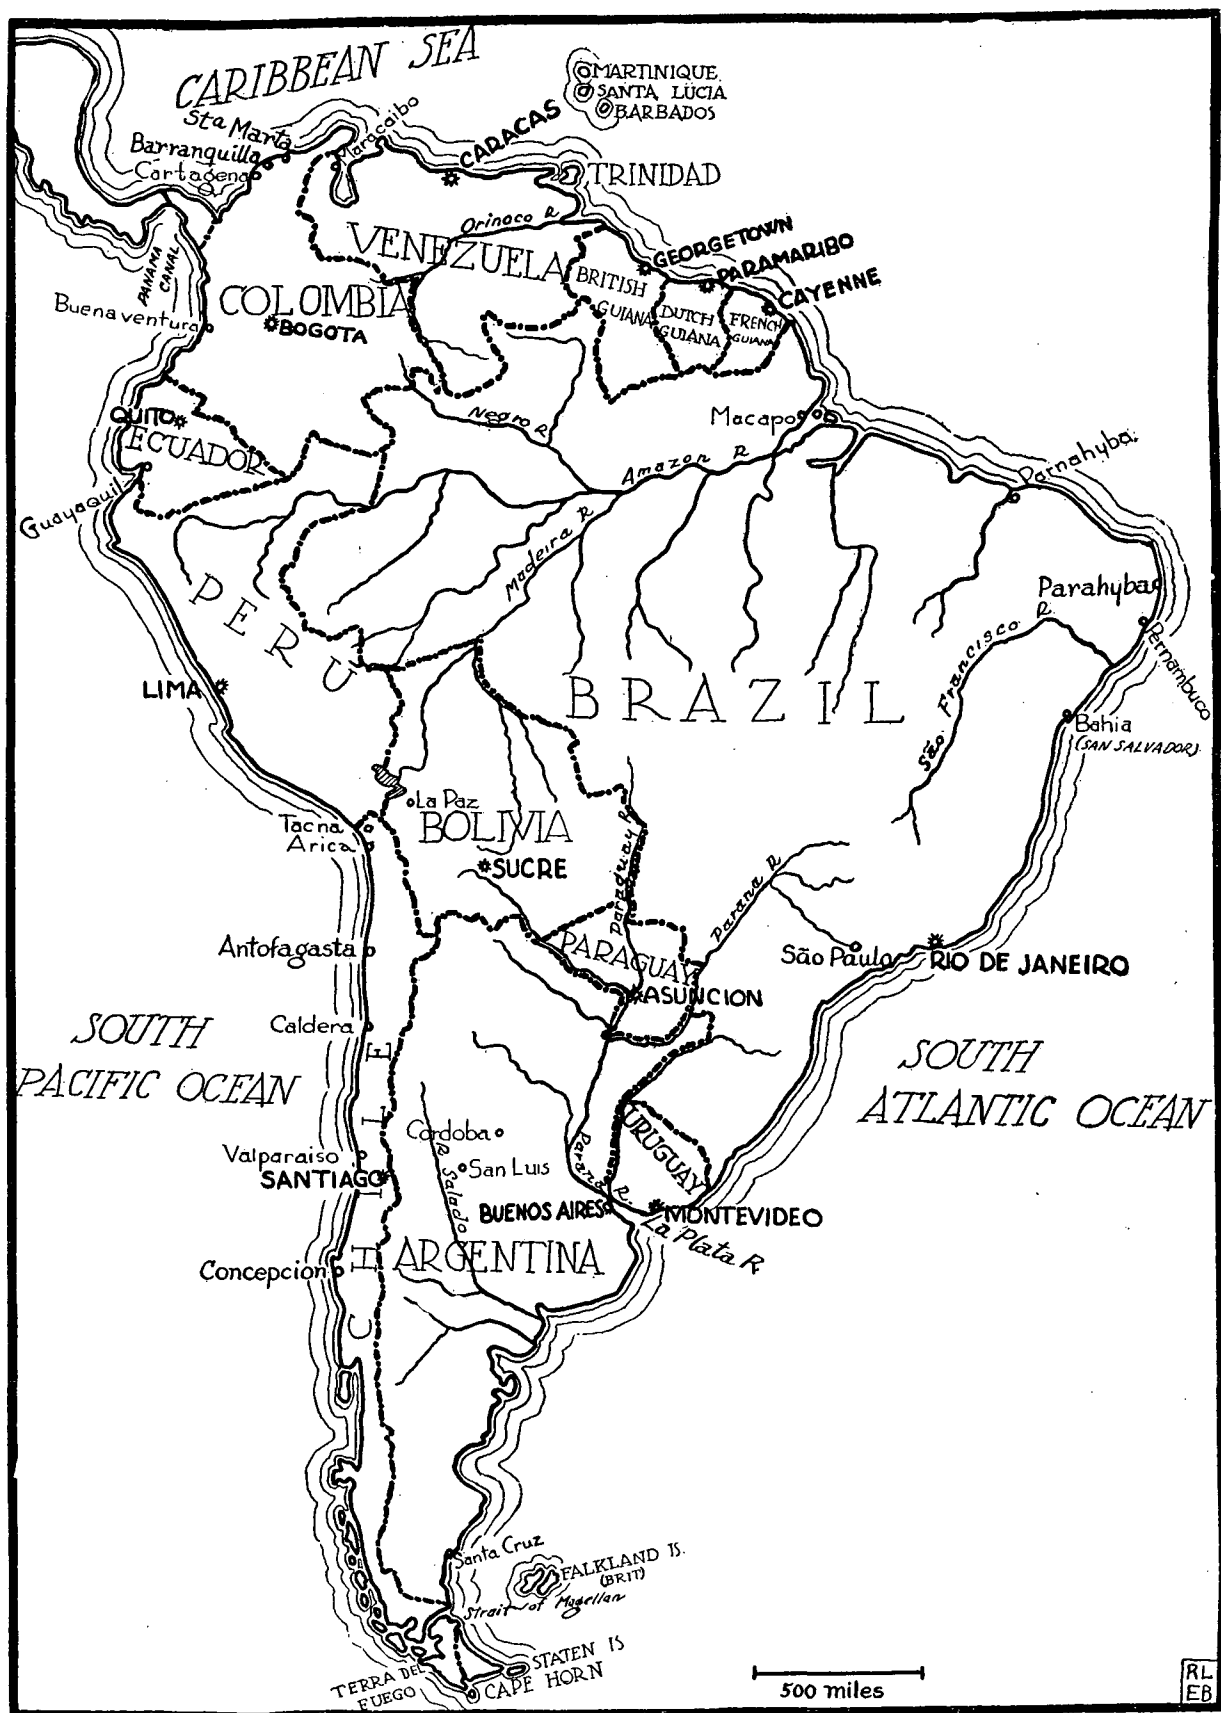 CARIBBEAN SEA
MARTINIQUE
SANTA LUCIA
BARBADOS
Sta Marta
Barranquilla
Cartagena
Maracaibo
CARACAS
TRINIDAD
Orinoco R
VENEZUELA
GEORGETOWN
PARAMARIBO
CAYENNE
BRITISH
GUIANA
DUTCH
GUIANA
FRENCH
GUIANA
PANAMA
CANAL
COLOMBIA
BOGOTA
Buenaventura
QUITO
ECUADOR
Guayaquil
Negro R
Macapo
Amazon R
Parnahyba
Madeira R
PERU
Parahyba
Pernambuco
São Francisco R
LIMA
BRAZIL
Bahia
(SAN SALVADOR)
La Paz
BOLIVIA
Tacna
Arica
SUCRE
Paraguay R
Parana R
Antofagasta
PARAGUAY
São Paulo
RIO DE JANEIRO
ASUNCION
Caldera
SOUTH
PACIFIC OCEAN
SOUTH
ATLANTIC OCEAN
CHILE
Cordoba
R Salado
San Luis
Valparaiso
SANTIAGO
Parana R.
URUGUAY
BUENOS AIRES
MONTEVIDEO
La Plata R.
ARGENTINA
Concepcion
Santa Cruz
FALKLAND IS.
(BRIT)
Strait of Magellan
STATEN IS
CAPE HORN
TERRA DEL
FUEGO
500 miles
RL
EB